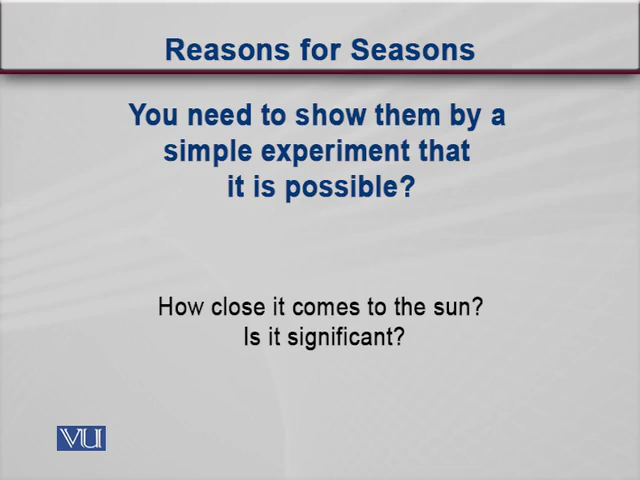 Reasons for Seasons
You need to show them by a
simple experiment that
it is possible?
How close it comes to the sun?
Is it significant?
VU